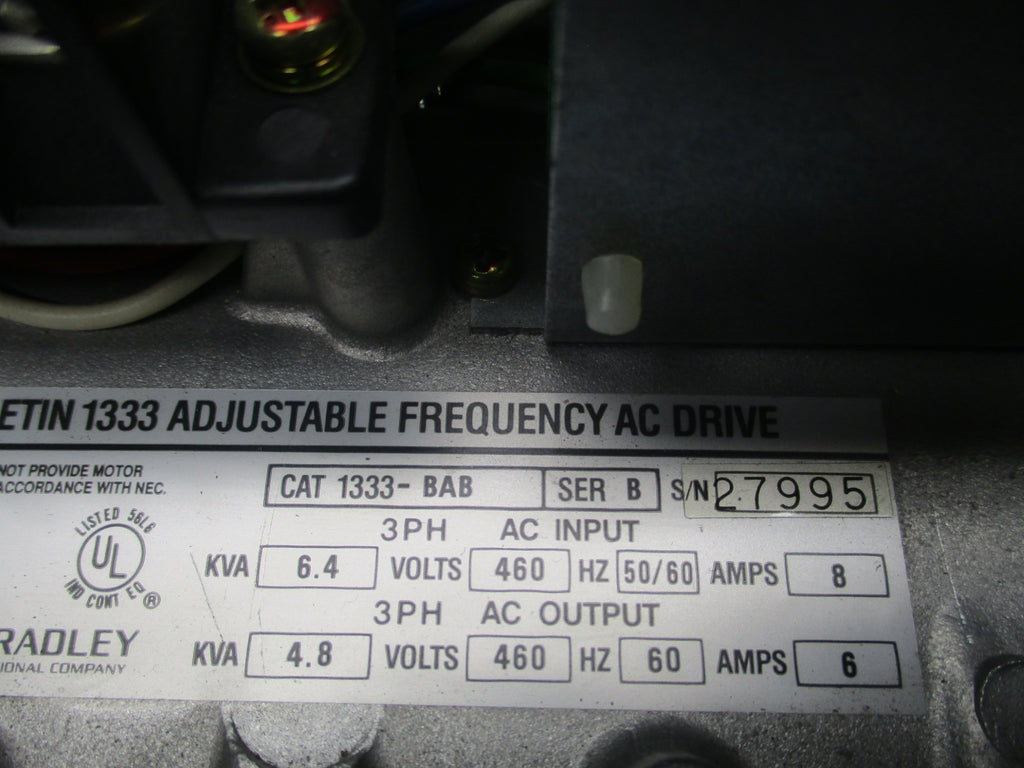 ETIN 1333 ADJUSTABLE FREQUENCY AC DRIVE
NOT PROVIDE MOTOR
ACCORDANCE WITH NEC.
CAT 1333- BAB SER B S/N 27995
3PH AC INPUT
KVA 6.4 VOLTS 460 HZ 50/60 AMPS 8
3PH AC OUTPUT
KVA 4.8 VOLTS 460 HZ 60 AMPS 6
LISTED 56L6
UL
IND CONT EQ ®
RADLEY
IONAL COMPANY